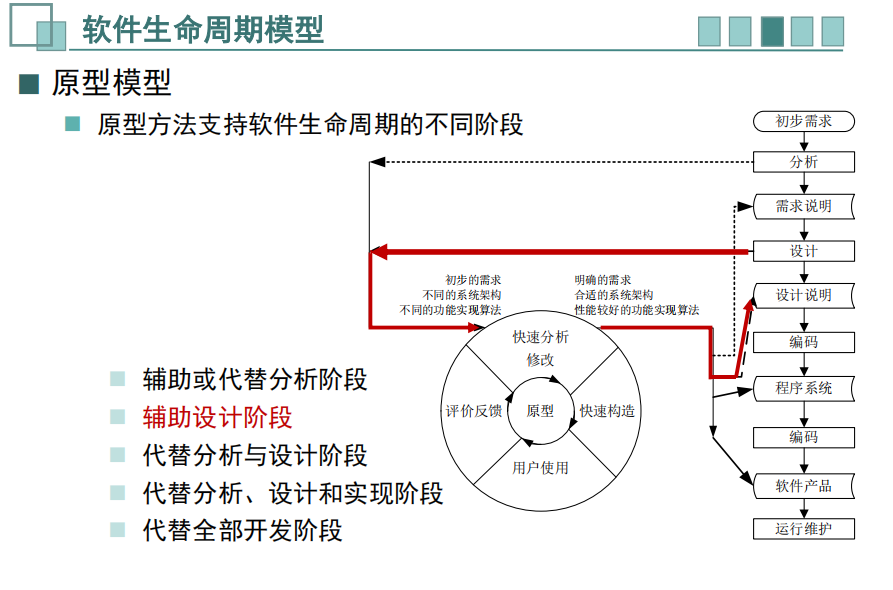 软件生命周期模型
原型模型
原型方法支持软件生命周期的不同阶段
初步需求
分析
需求说明
设计
设计说明
编码
程序系统
编码
软件产品
运行维护
初步的需求
不同的系统架构
不同的功能实现算法
明确的需求
合适的系统架构
性能较好的功能实现算法
快速分析
修改
评价反馈
原型
快速构造
用户使用
辅助或代替分析阶段
辅助设计阶段
代替分析与设计阶段
代替分析、设计和实现阶段
代替全部开发阶段